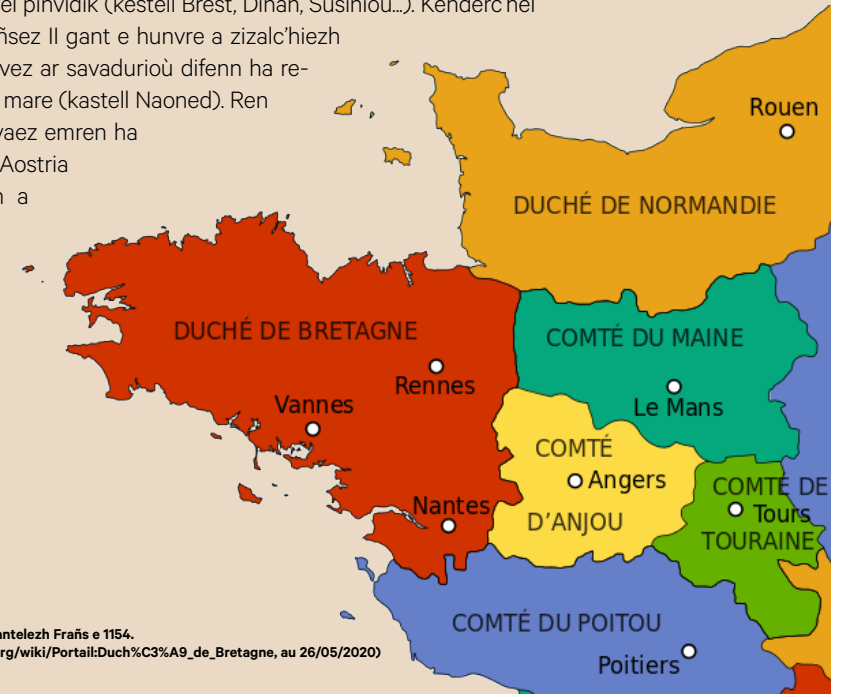 el pinvidik (kestell Brest, Dinan, Susiniou...). Kenderc'hel
ñsez II gant e hunvre a zizalc'hiezh
vez ar savadurioù difenn ha re-
mare (kastell Naoned). Ren
vaez emren ha
Aostria
a
Rouen
DUCHÉ DE NORMANDIE
DUCHÉ DE BRETAGNE
COMTÉ DU MAINE
Rennes
Le Mans
Vannes
COMTÉ
Angers
D'ANJOU
Nantes
COMTÉ DE
Tours
TOURAINE
COMTÉ DU POITOU
Poitiers
antelezh Frañs e 1154.
rg/wiki/Portail:Duch%C3%A9_de_Bretagne, au 26/05/2020)